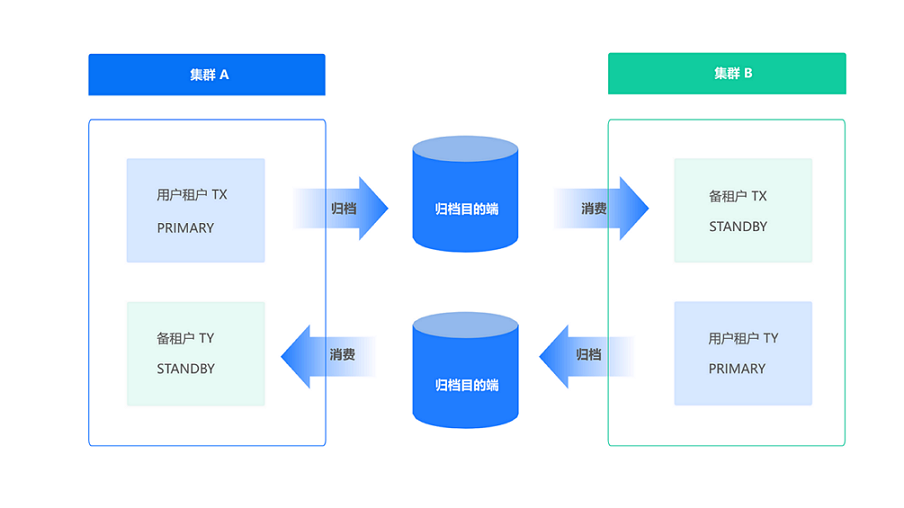 集群 A
集群 B
用户租户 TX
PRIMARY
归档
归档目的端
消费
备租户 TX
STANDBY
备租户 TY
STANDBY
消费
归档目的端
归档
用户租户 TY
PRIMARY